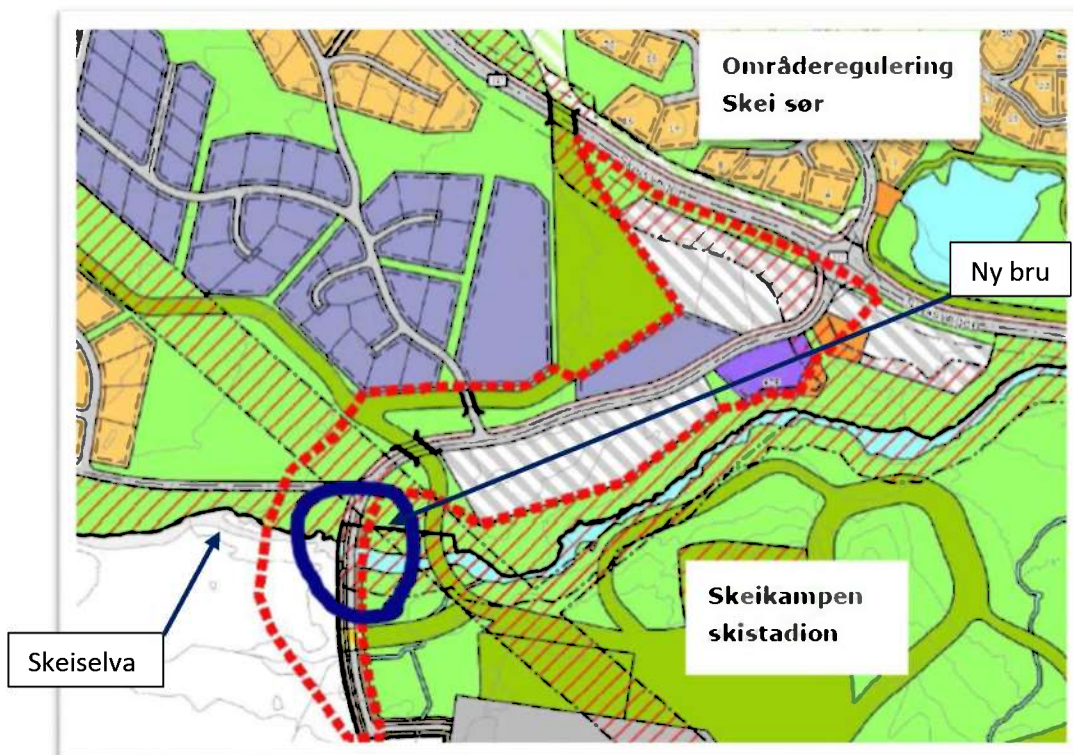 Områderegulering
Skei sør
Ny bru
Skeikampen
skistadion
Skeiselva